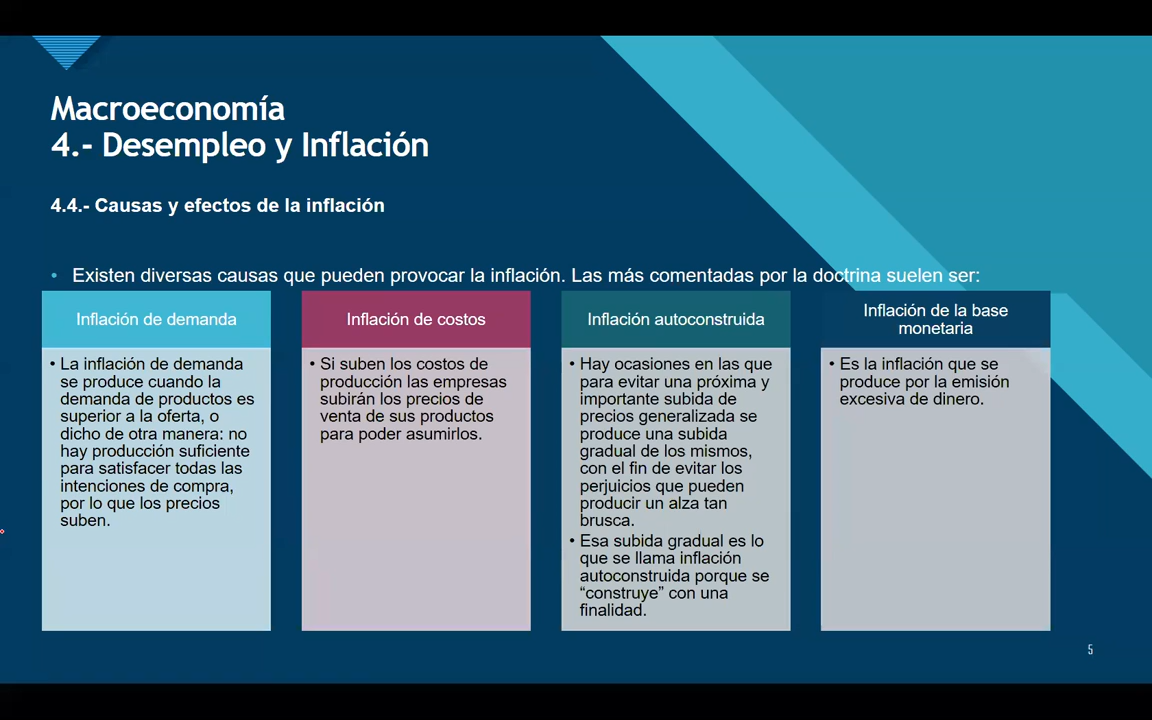 Macroeconomía
4.- Desempleo y Inflación
4.4.- Causas y efectos de la inflación
• Existen diversas causas que pueden provocar la inflación. Las más comentadas por la doctrina suelen ser:
Inflación de demanda
• La inflación de demanda
se produce cuando la
demanda de productos es
superior a la oferta, o
dicho de otra manera: no
hay producción suficiente
para satisfacer todas las
intenciones de compra,
por lo que los precios
suben.
Inflación de costos
• Si suben los costos de
producción las empresas
subirán los precios de
venta de sus productos
para poder asumirlos.
Inflación autoconstruida
• Hay ocasiones en las que
para evitar una próxima y
importante subida de
precios generalizada se
produce una subida
gradual de los mismos,
con el fin de evitar los
perjuicios que pueden
producir un alza tan
brusca.
• Esa subida gradual es lo
que se llama inflación
autoconstruida porque se
“construye” con una
finalidad.
Inflación de la base
monetaria
• Es la inflación que se
produce por la emisión
excesiva de dinero.
5